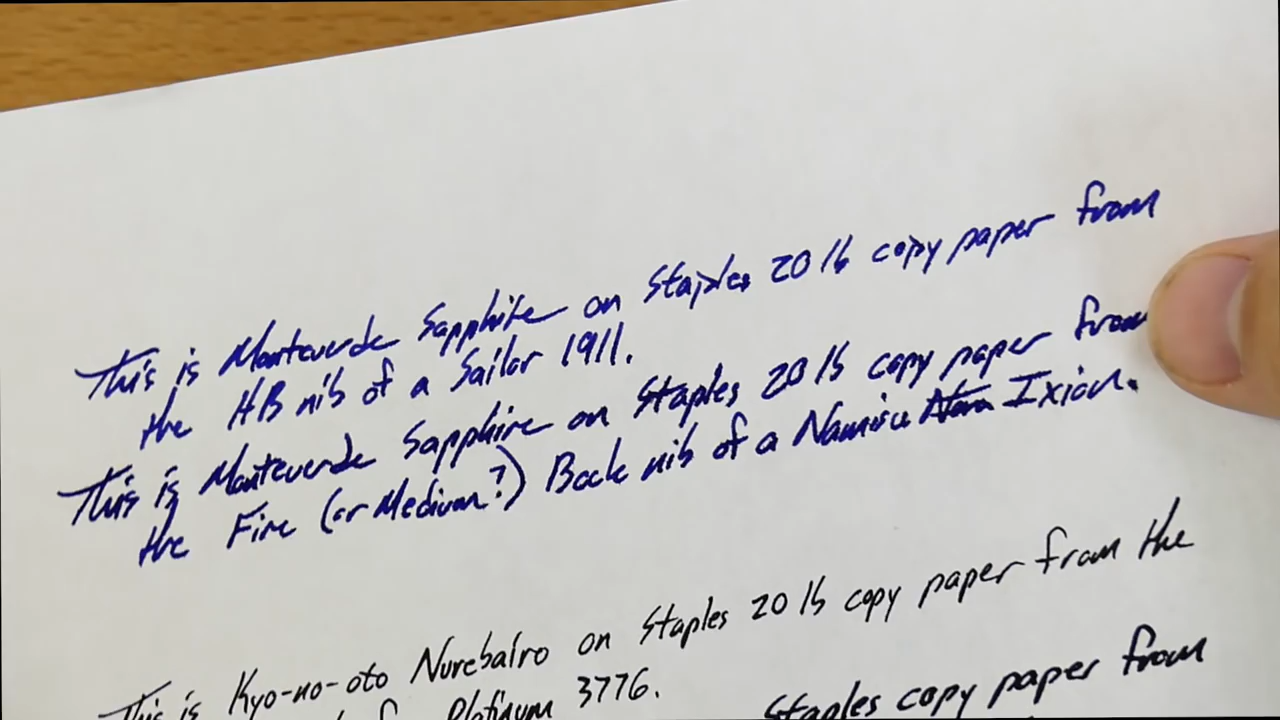 This is Monteverde Sapphire on Staples 20 lb copy paper from
the HB nib of a Sailor 1911.
This is Monteverde Sapphire on Staples 20 lb copy paper from
the Fine (or Medium?) Bock nib of a Namisu Nova Ixion.
This is Kyo-no-oto Nurebairo on Staples 20 lb copy paper from the
Platinum 3776.
Staples copy paper from